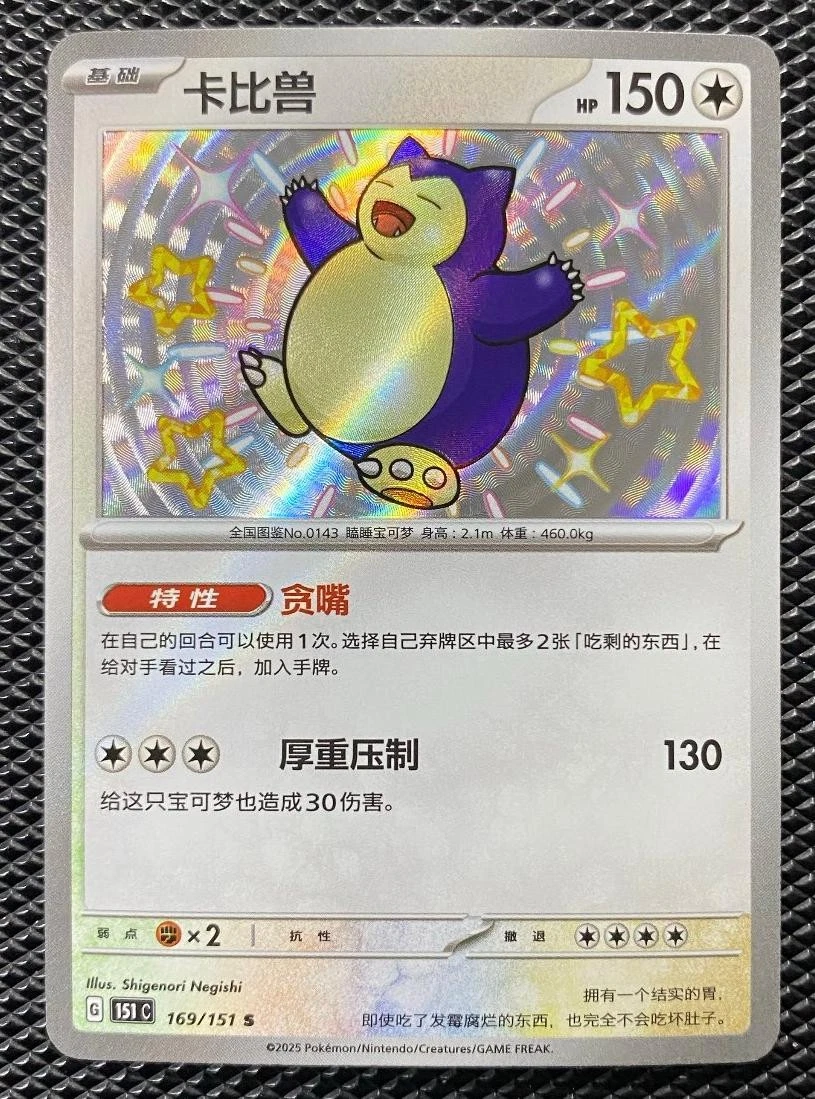 基础
卡比兽
HP 150
全国图鉴No.0143 瞌睡宝可梦 身高：2.1m 体重：460.0kg
特性 贪嘴
在自己的回合可以使用1次。选择自己弃牌区中最多2张「吃剩的东西」，在
给对手看过之后，加入手牌。
厚重压制 130
给这只宝可梦也造成30伤害。
弱点 ×2 抗性 撤退
Illus. Shigenori Negishi
拥有一个结实的胃，
G 151 C 169/151 S
即使吃了发霉腐烂的东西，也完全不会吃坏肚子。
©2025 Pokémon/Nintendo/Creatures/GAME FREAK.